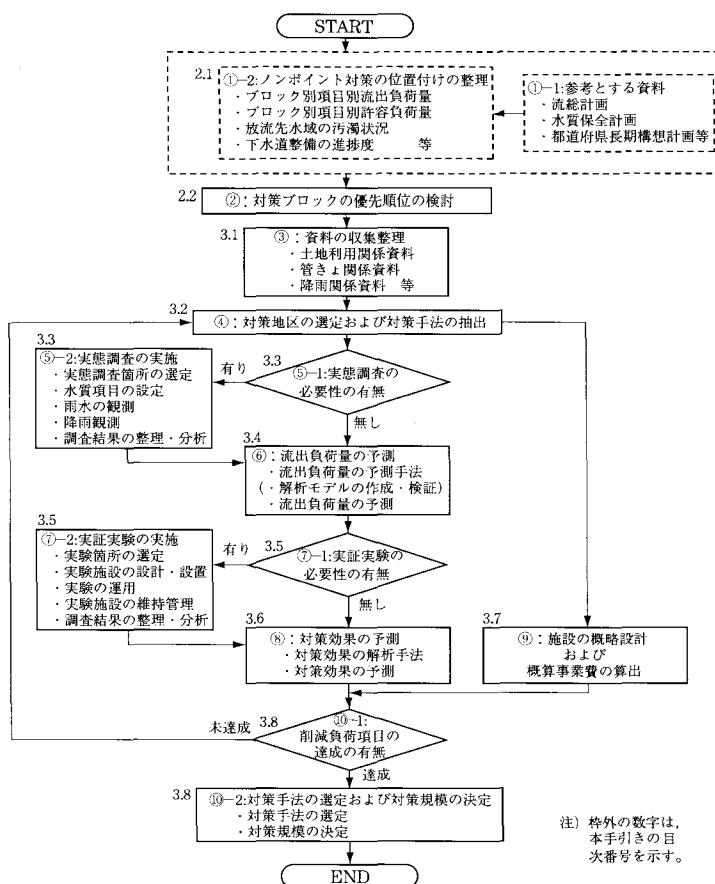 START
2.1
①-2:ノンポイント対策の位置付けの整理
・ブロック別項目別流出負荷量
・ブロック別項目別許容負荷量
・放流先水域の汚濁状況
・下水道整備の進捗度 等
①-1:参考とする資料
・流総計画
・水質保全計画
・都道府県長期構想計画等
2.2
②:対策ブロックの優先順位の検討
3.1
③:資料の収集整理
・土地利用関係資料
・管きょ関係資料
・降雨関係資料 等
3.2
④:対策地区の選定および対策手法の抽出
3.3
⑤-2:実態調査の実施
・実態調査箇所の選定
・水質項目の設定
・雨水の観測
・降雨観測
・調査結果の整理・分析
有り
3.3
⑤-1:実態調査の
必要性の有無
無し
3.4
⑥:流出負荷量の予測
・流出負荷量の予測手法
(・解析モデルの作成・検証)
・流出負荷量の予測
3.5
⑦-2:実証実験の実施
・実験箇所の選定
・実験施設の設計・設置
・実験の運用
・実験施設の維持管理
・調査結果の整理・分析
有り
3.5
⑦-1:実証実験の
必要性の有無
無し
3.6
⑧:対策効果の予測
・対策効果の解析手法
・対策効果の予測
3.7
⑨:施設の概略設計
および
概算事業費の算出
未達成
3.8
⑩-1:
削減負荷項目の
達成の有無
達成
3.8
⑩-2:対策手法の選定および対策規模の決定
・対策手法の選定
・対策規模の決定
END
注) 枠外の数字は,
本手引きの目
次番号を示す。